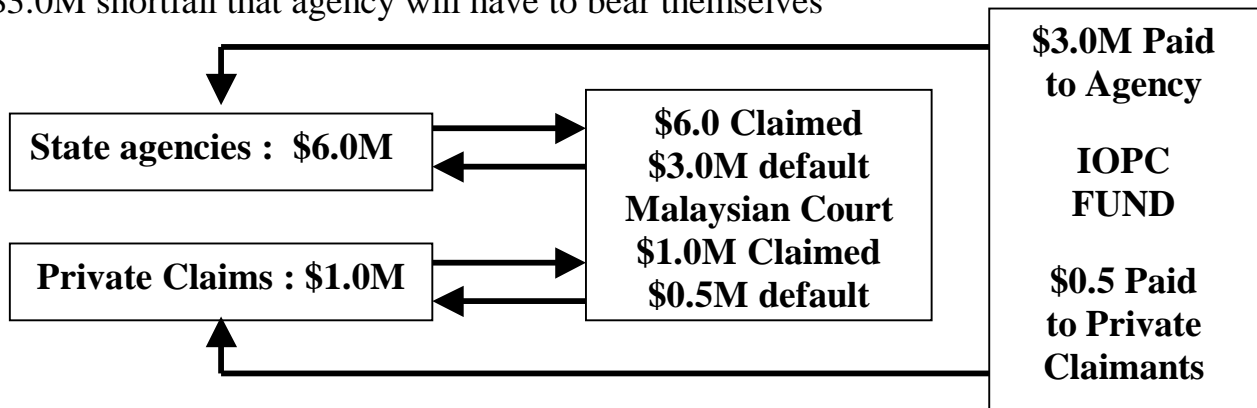 $3.0M shortfall that agency will have to bear themselves
State agencies : $6.0M
Private Claims : $1.0M
$6.0 Claimed
$3.0M default
Malaysian Court
$1.0M Claimed
$0.5M default
$3.0M Paid
to Agency
IOPC
FUND
$0.5 Paid
to Private
Claimants